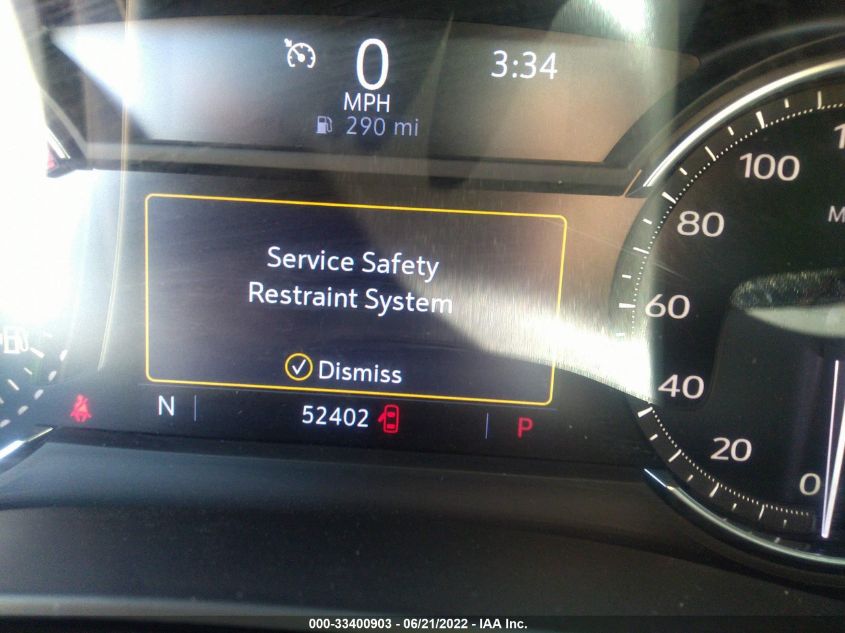 0
3:34
MPH
290 mi
Service Safety
Restraint System
Dismiss
N
52402
P
100
80
60
40
20
0
000-33400903 - 06/21/2022 - IAA Inc.